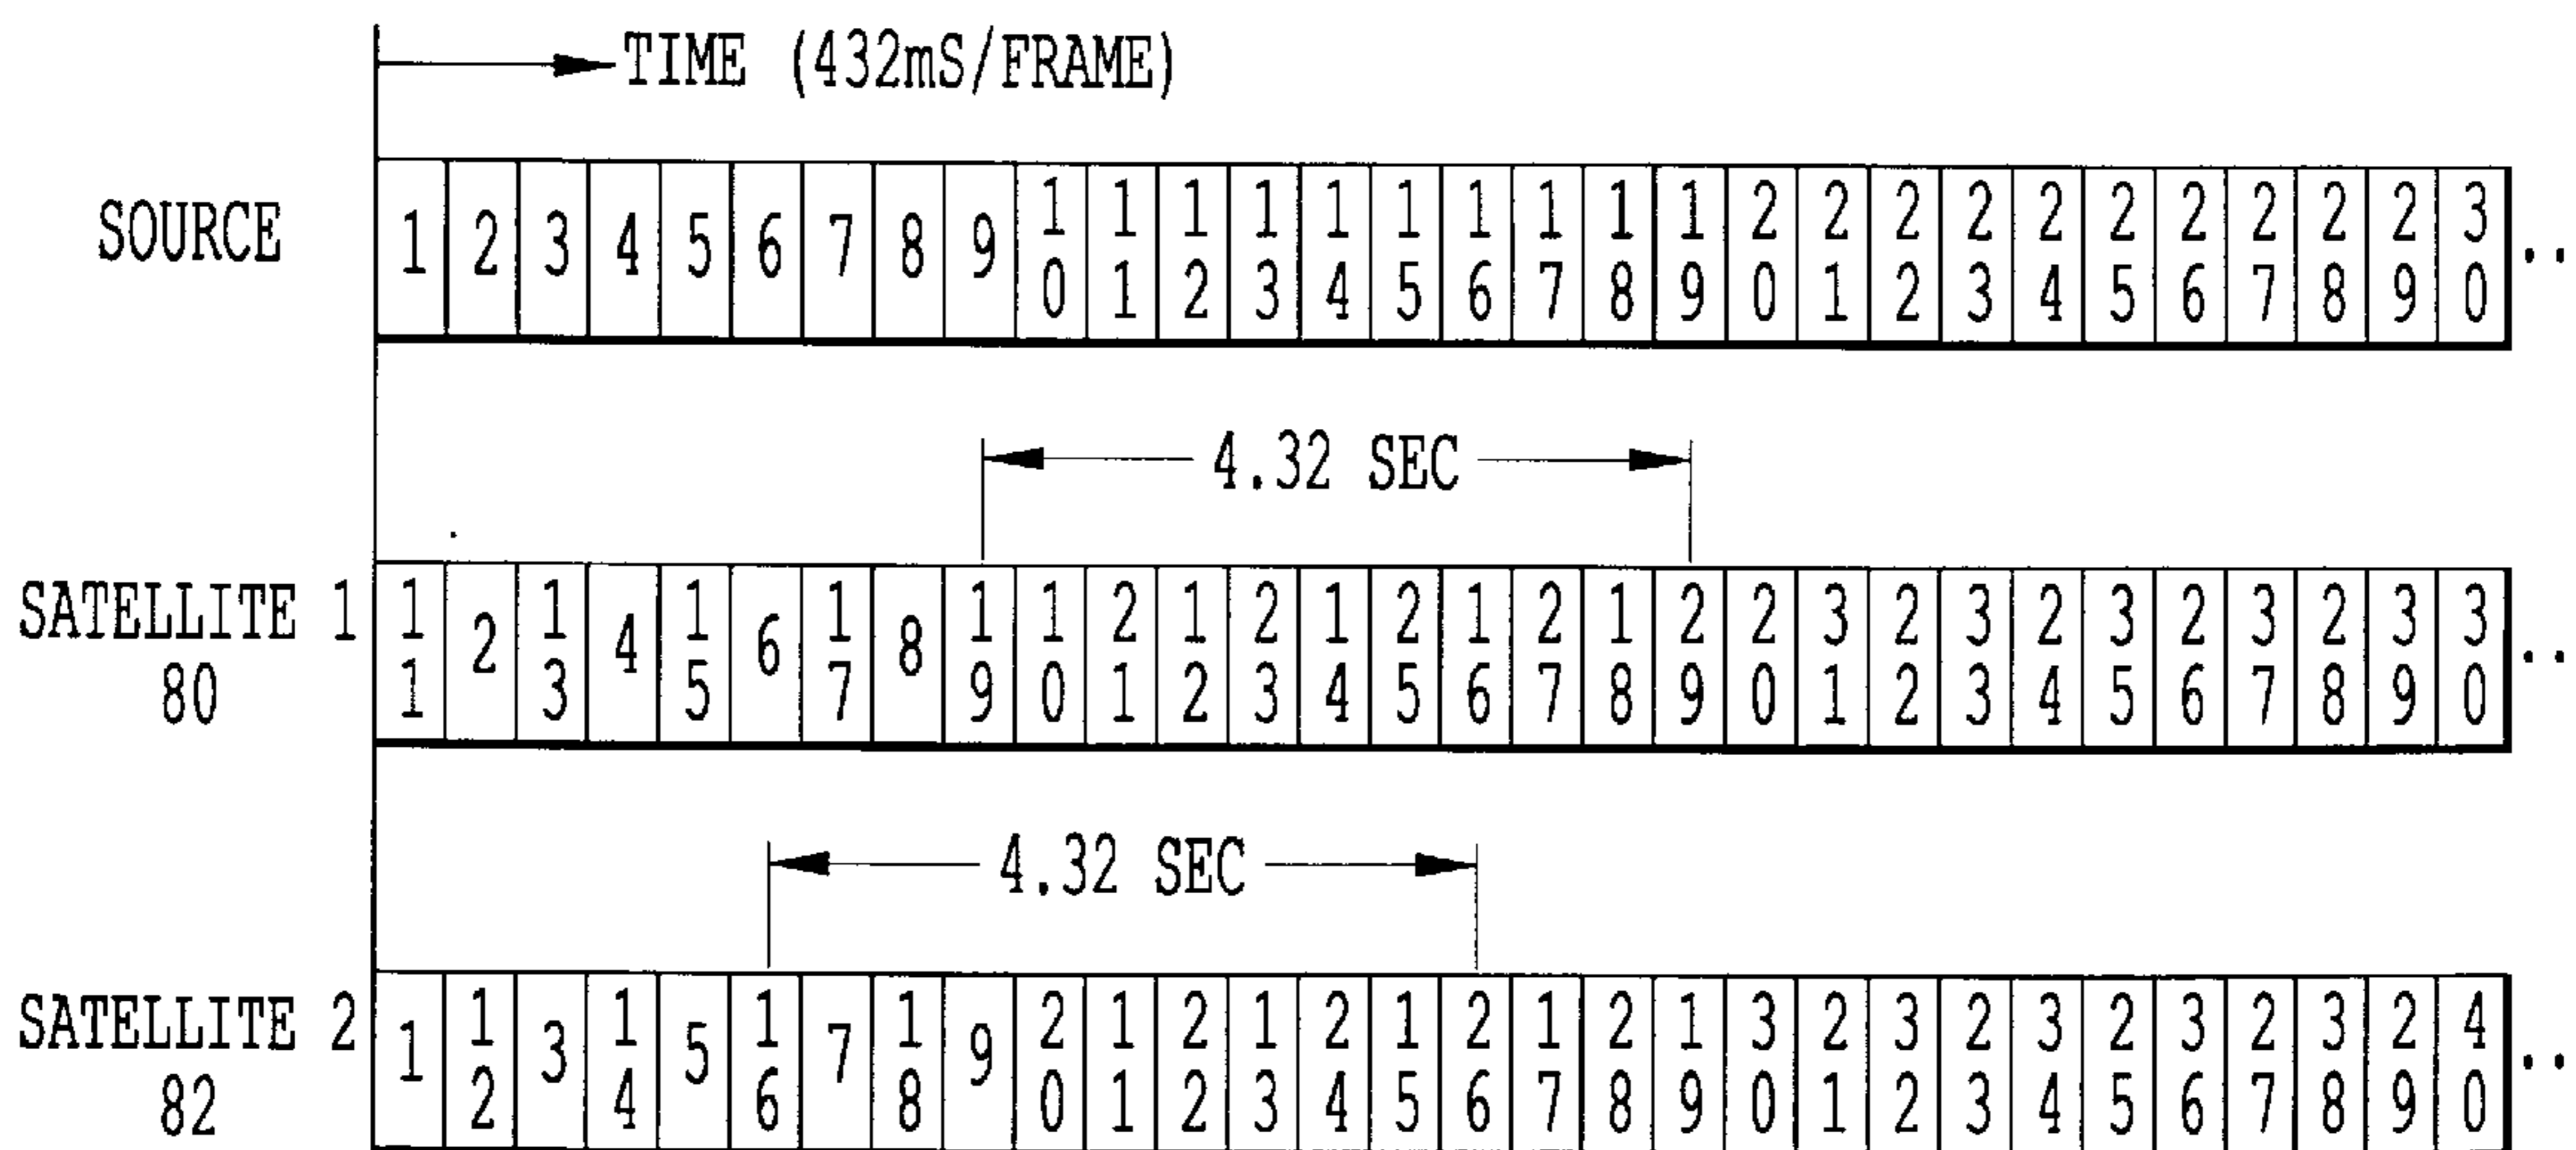 TIME (432mS/FRAME)
SOURCE 1 2 3 4 5 6 7 8 9 10 11 12 13 14 15 16 17 18 19 20 21 22 23 24 25 26 27 28 29 30 ..
4.32 SEC
SATELLITE 1 11 2 13 4 15 6 17 8 19 10 21 12 23 14 25 16 27 18 29 20 31 22 33 24 35 26 37 28 39 30 ..
80
4.32 SEC
SATELLITE 2 1 12 3 14 5 16 7 18 9 20 11 22 13 24 15 26 17 28 19 30 21 32 23 34 25 36 27 38 29 40 ..
82